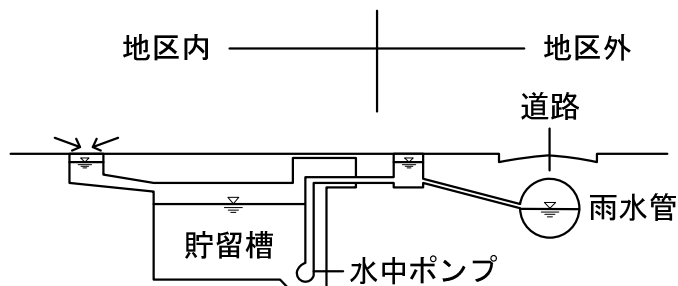 地区内
地区外
道路
雨水管
貯留槽
水中ポンプ